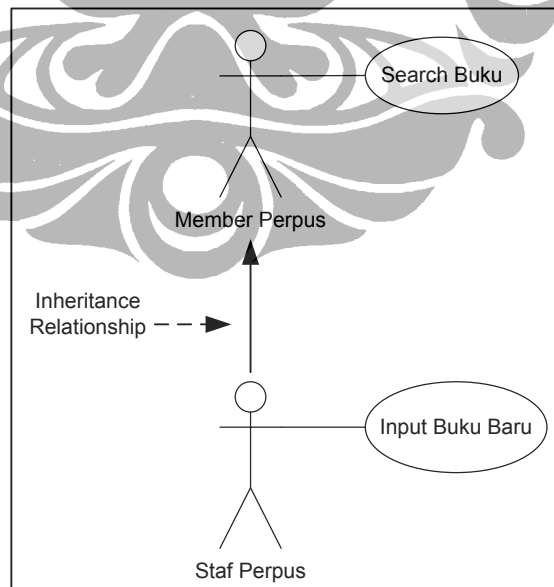 Search Buku
Member Perpus
Inheritance
Relationship
Input Buku Baru
Staf Perpus